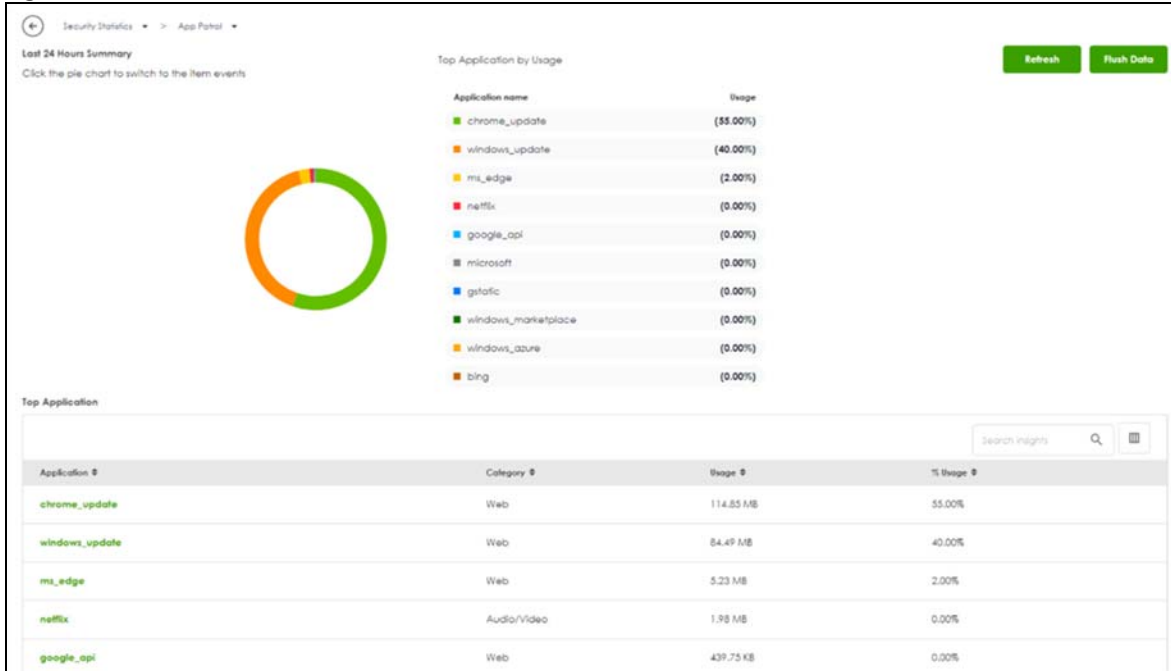 Security Statistics > App Patrol
Last 24 Hours Summary
Click the pie chart to switch to the item events
Top Application by Usage
Refresh
Flush Data
Application name Usage
chrome_update (55.00%)
windows_update (40.00%)
ms_edge (2.00%)
netflix (0.00%)
google_api (0.00%)
microsoft (0.00%)
gstatic (0.00%)
windows_marketplace (0.00%)
windows_azure (0.00%)
bing (0.00%)
Top Application
Search insights
Application Category Usage % Usage
chrome_update Web 114.85 MB 55.00%
windows_update Web 84.49 MB 40.00%
ms_edge Web 5.23 MB 2.00%
netflix Audio/Video 1.98 MB 0.00%
google_api Web 439.75 KB 0.00%